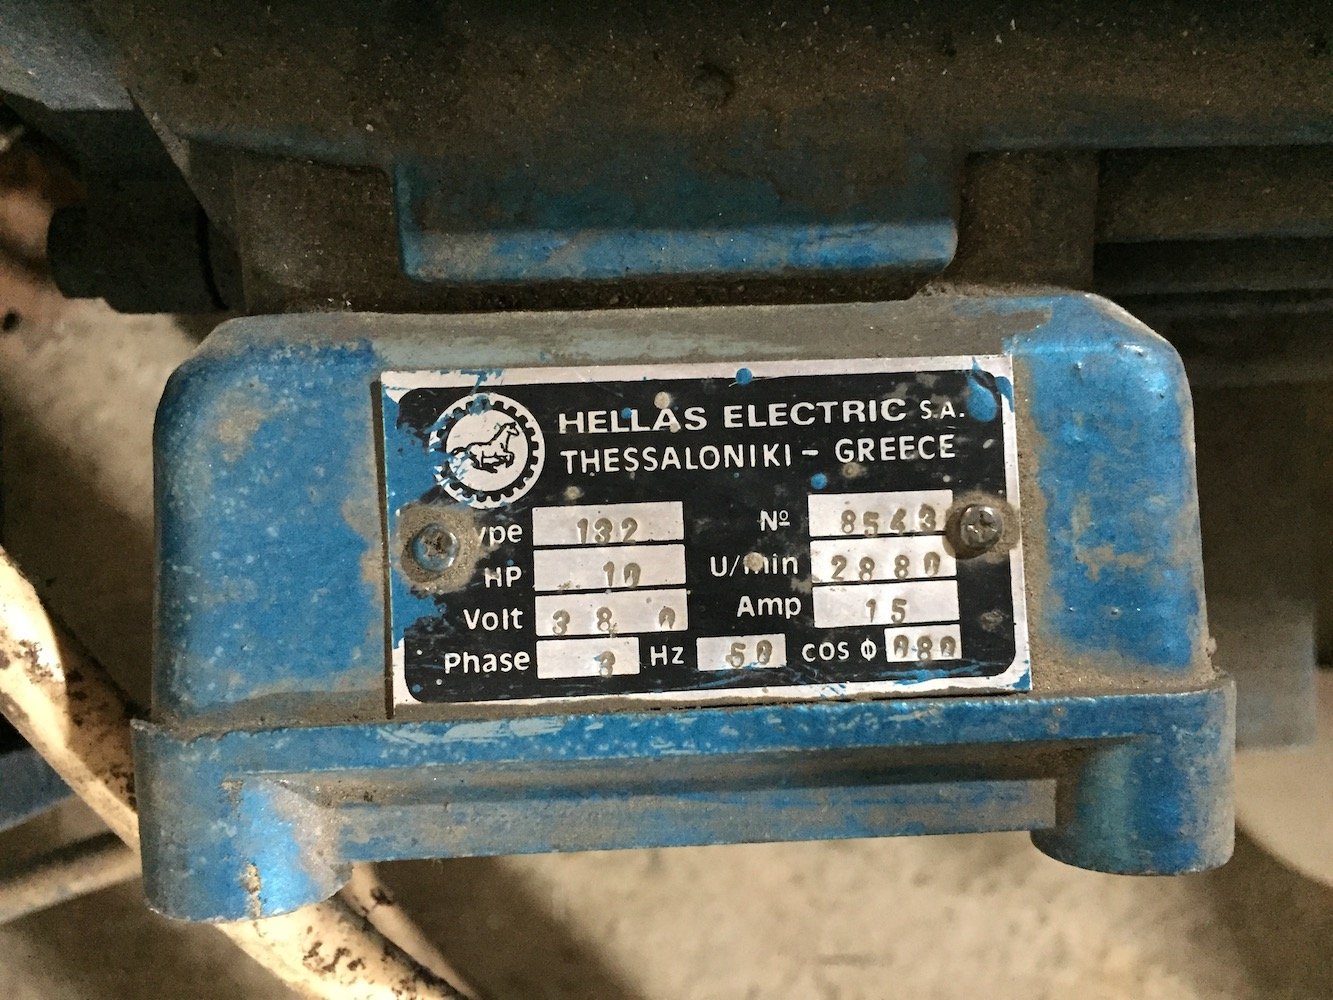 HELLAS ELECTRIC S.A.
THESSALONIKI - GREECE
ype 132 Nº 8543
HP 10 U/min 2880
Volt 380 Amp 15
Phase 3 Hz 50 cos φ 080